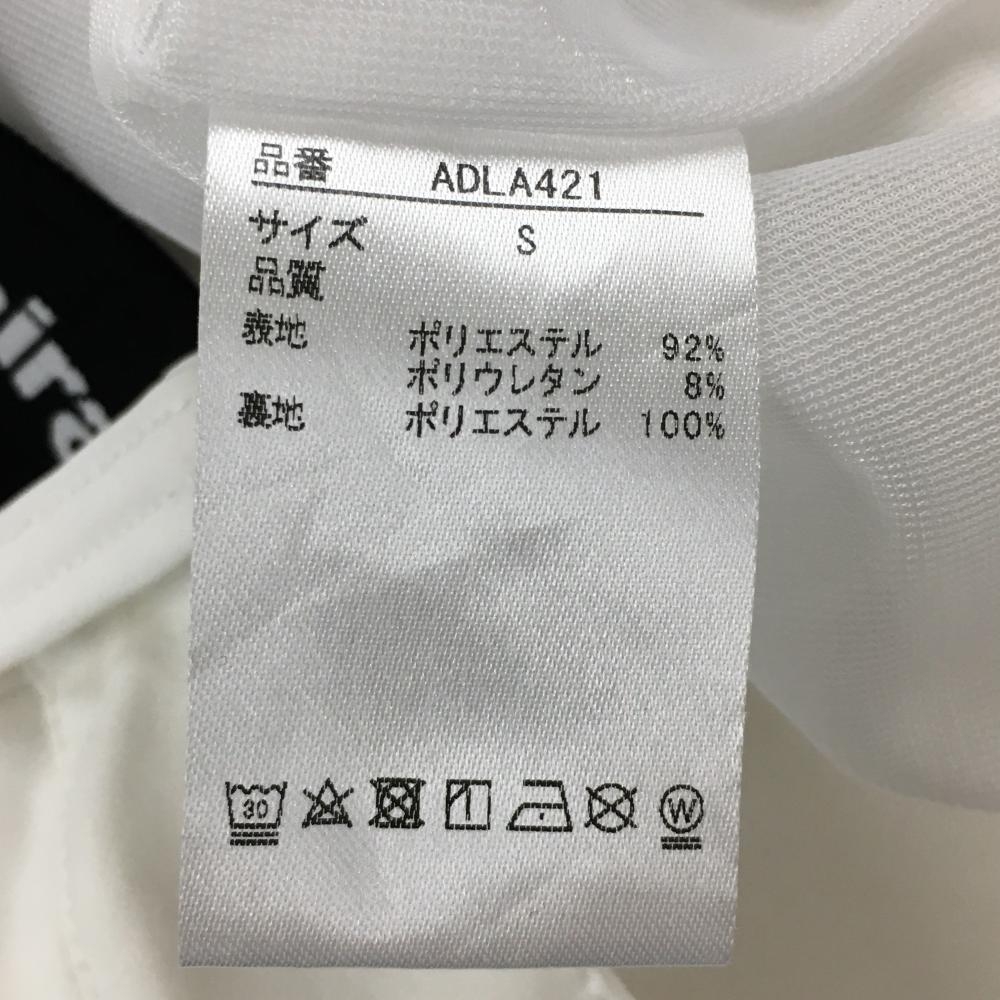 品番 ADLA421
サイズ S
品質
表地 ポリエステル 92%
ポリウレタン 8%
裏地 ポリエステル 100%
30
W